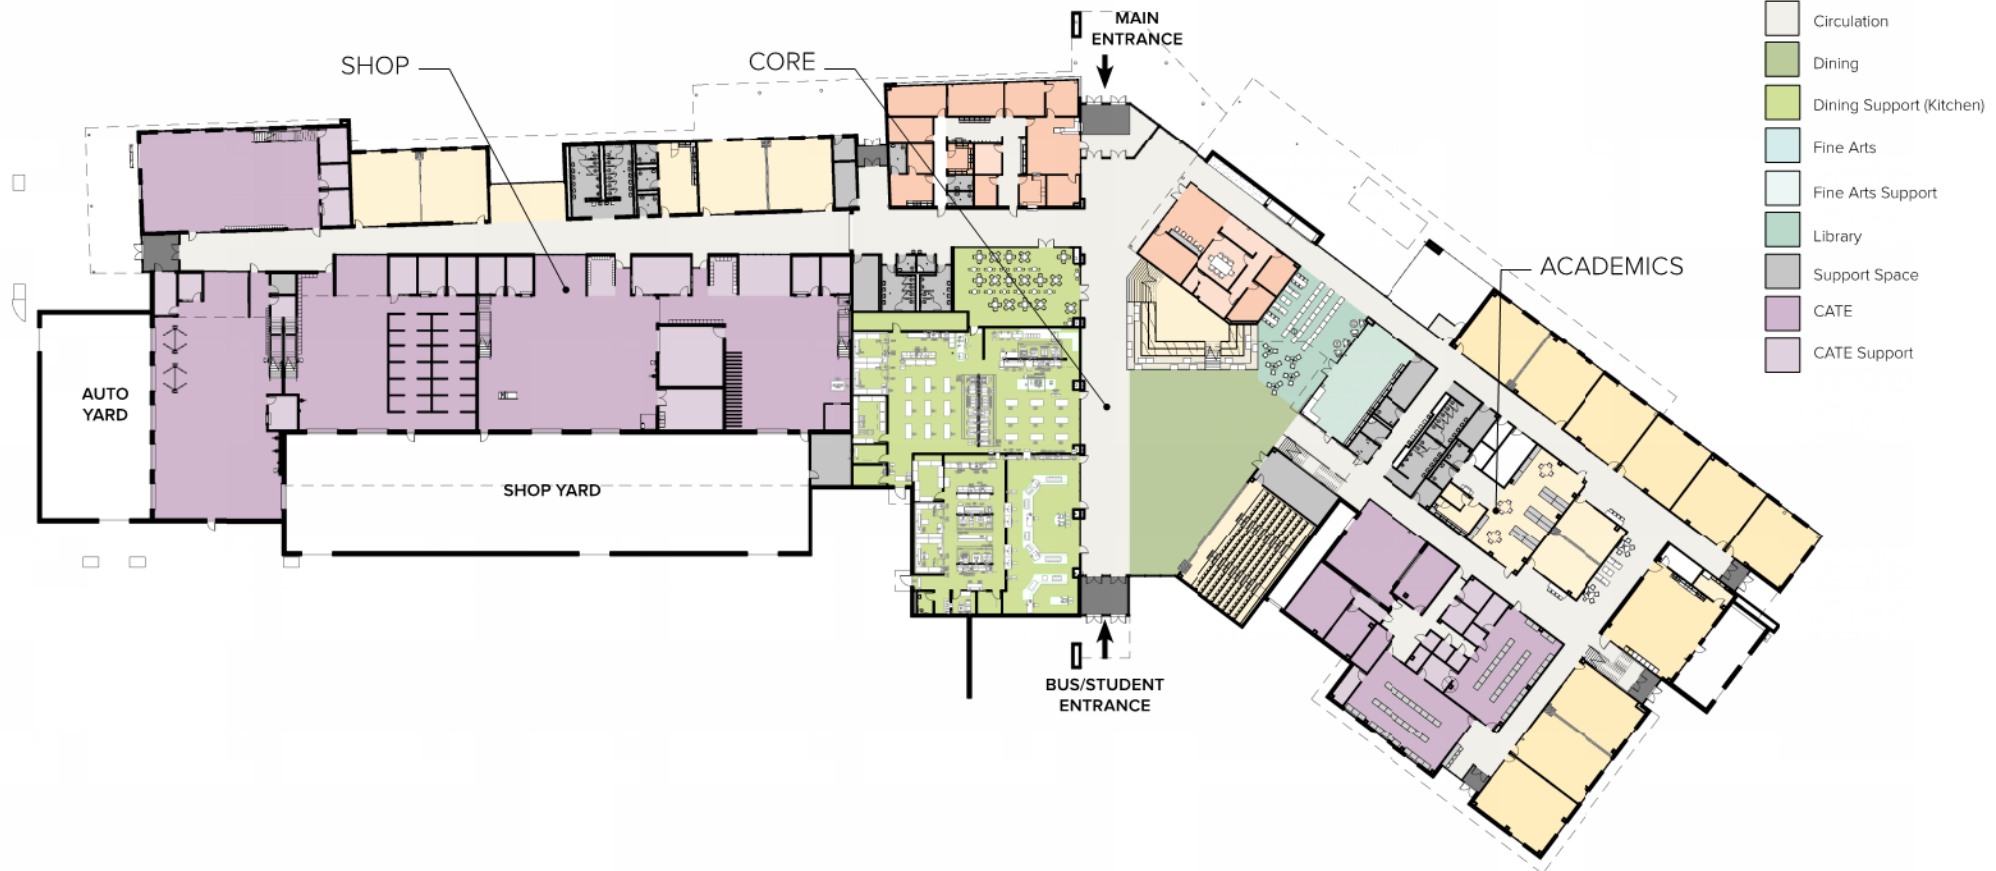 MAIN
ENTRANCE
SHOP
CORE
ACADEMICS
AUTO
YARD
SHOP YARD
BUS/STUDENT
ENTRANCE
Circulation
Dining
Dining Support (Kitchen)
Fine Arts
Fine Arts Support
Library
Support Space
CATE
CATE Support